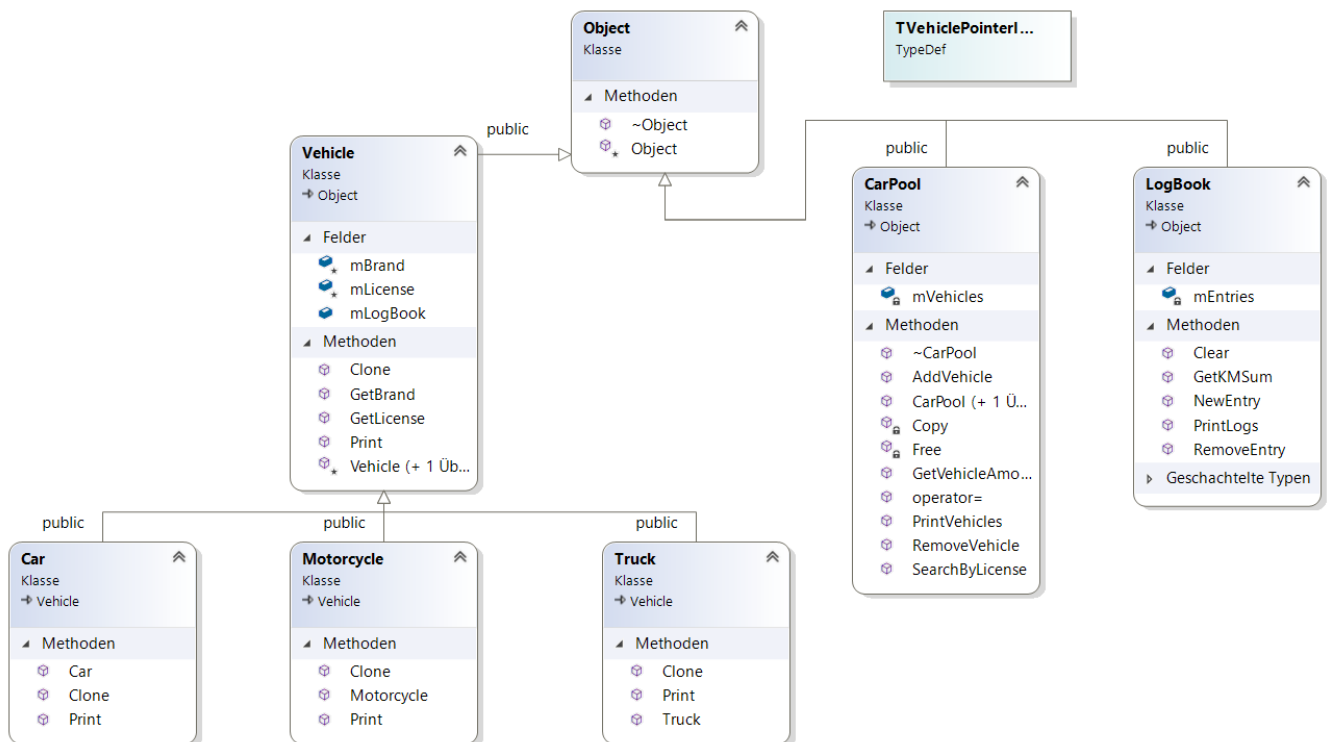 Object
Klasse
Methoden
~Object
Object
TVehiclePointerI...
TypeDef
public
Vehicle
Klasse
Object
Felder
mBrand
mLicense
mLogBook
Methoden
Clone
GetBrand
GetLicense
Print
Vehicle (+ 1 Üb...
public
CarPool
Klasse
Object
Felder
mVehicles
Methoden
~CarPool
AddVehicle
CarPool (+ 1 Ü...
Copy
Free
GetVehicleAmo...
operator=
PrintVehicles
RemoveVehicle
SearchByLicense
public
LogBook
Klasse
Object
Felder
mEntries
Methoden
Clear
GetKMSum
NewEntry
PrintLogs
RemoveEntry
Geschachtelte Typen
public
Car
Klasse
Vehicle
Methoden
Car
Clone
Print
public
Motorcycle
Klasse
Vehicle
Methoden
Clone
Motorcycle
Print
public
Truck
Klasse
Vehicle
Methoden
Clone
Print
Truck